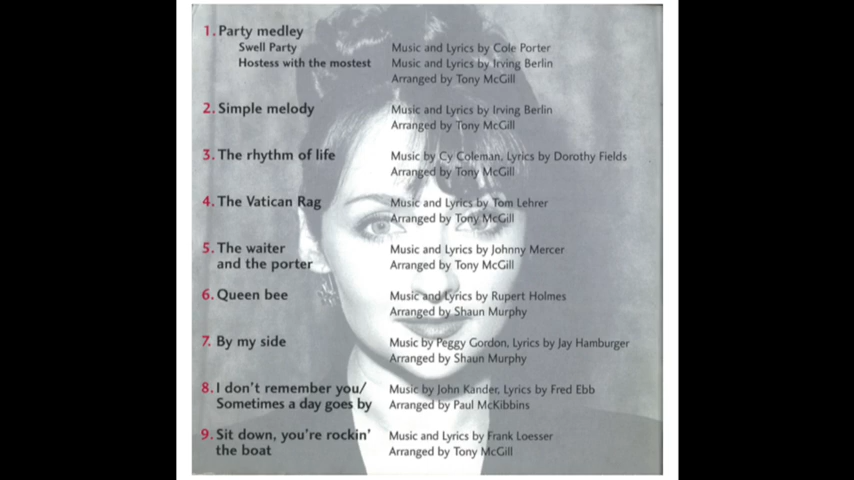 1. Party medley
Swell Party Music and Lyrics by Cole Porter
Hostess with the mostest Music and Lyrics by Irving Berlin
Arranged by Tony McGill
2. Simple melody Music and Lyrics by Irving Berlin
Arranged by Tony McGill
3. The rhythm of life Music by Cy Coleman, Lyrics by Dorothy Fields
Arranged by Tony McGill
4. The Vatican Rag Music and Lyrics by Tom Lehrer
Arranged by Tony McGill
5. The waiter Music and Lyrics by Johnny Mercer
and the porter Arranged by Tony McGill
6. Queen bee Music and Lyrics by Rupert Holmes
Arranged by Shaun Murphy
7. By my side Music by Peggy Gordon, Lyrics by Jay Hamburger
Arranged by Shaun Murphy
8. I don't remember you/ Music by John Kander, Lyrics by Fred Ebb
Sometimes a day goes by Arranged by Paul McKibbins
9. Sit down, you're rockin' Music and Lyrics by Frank Loesser
the boat Arranged by Tony McGill